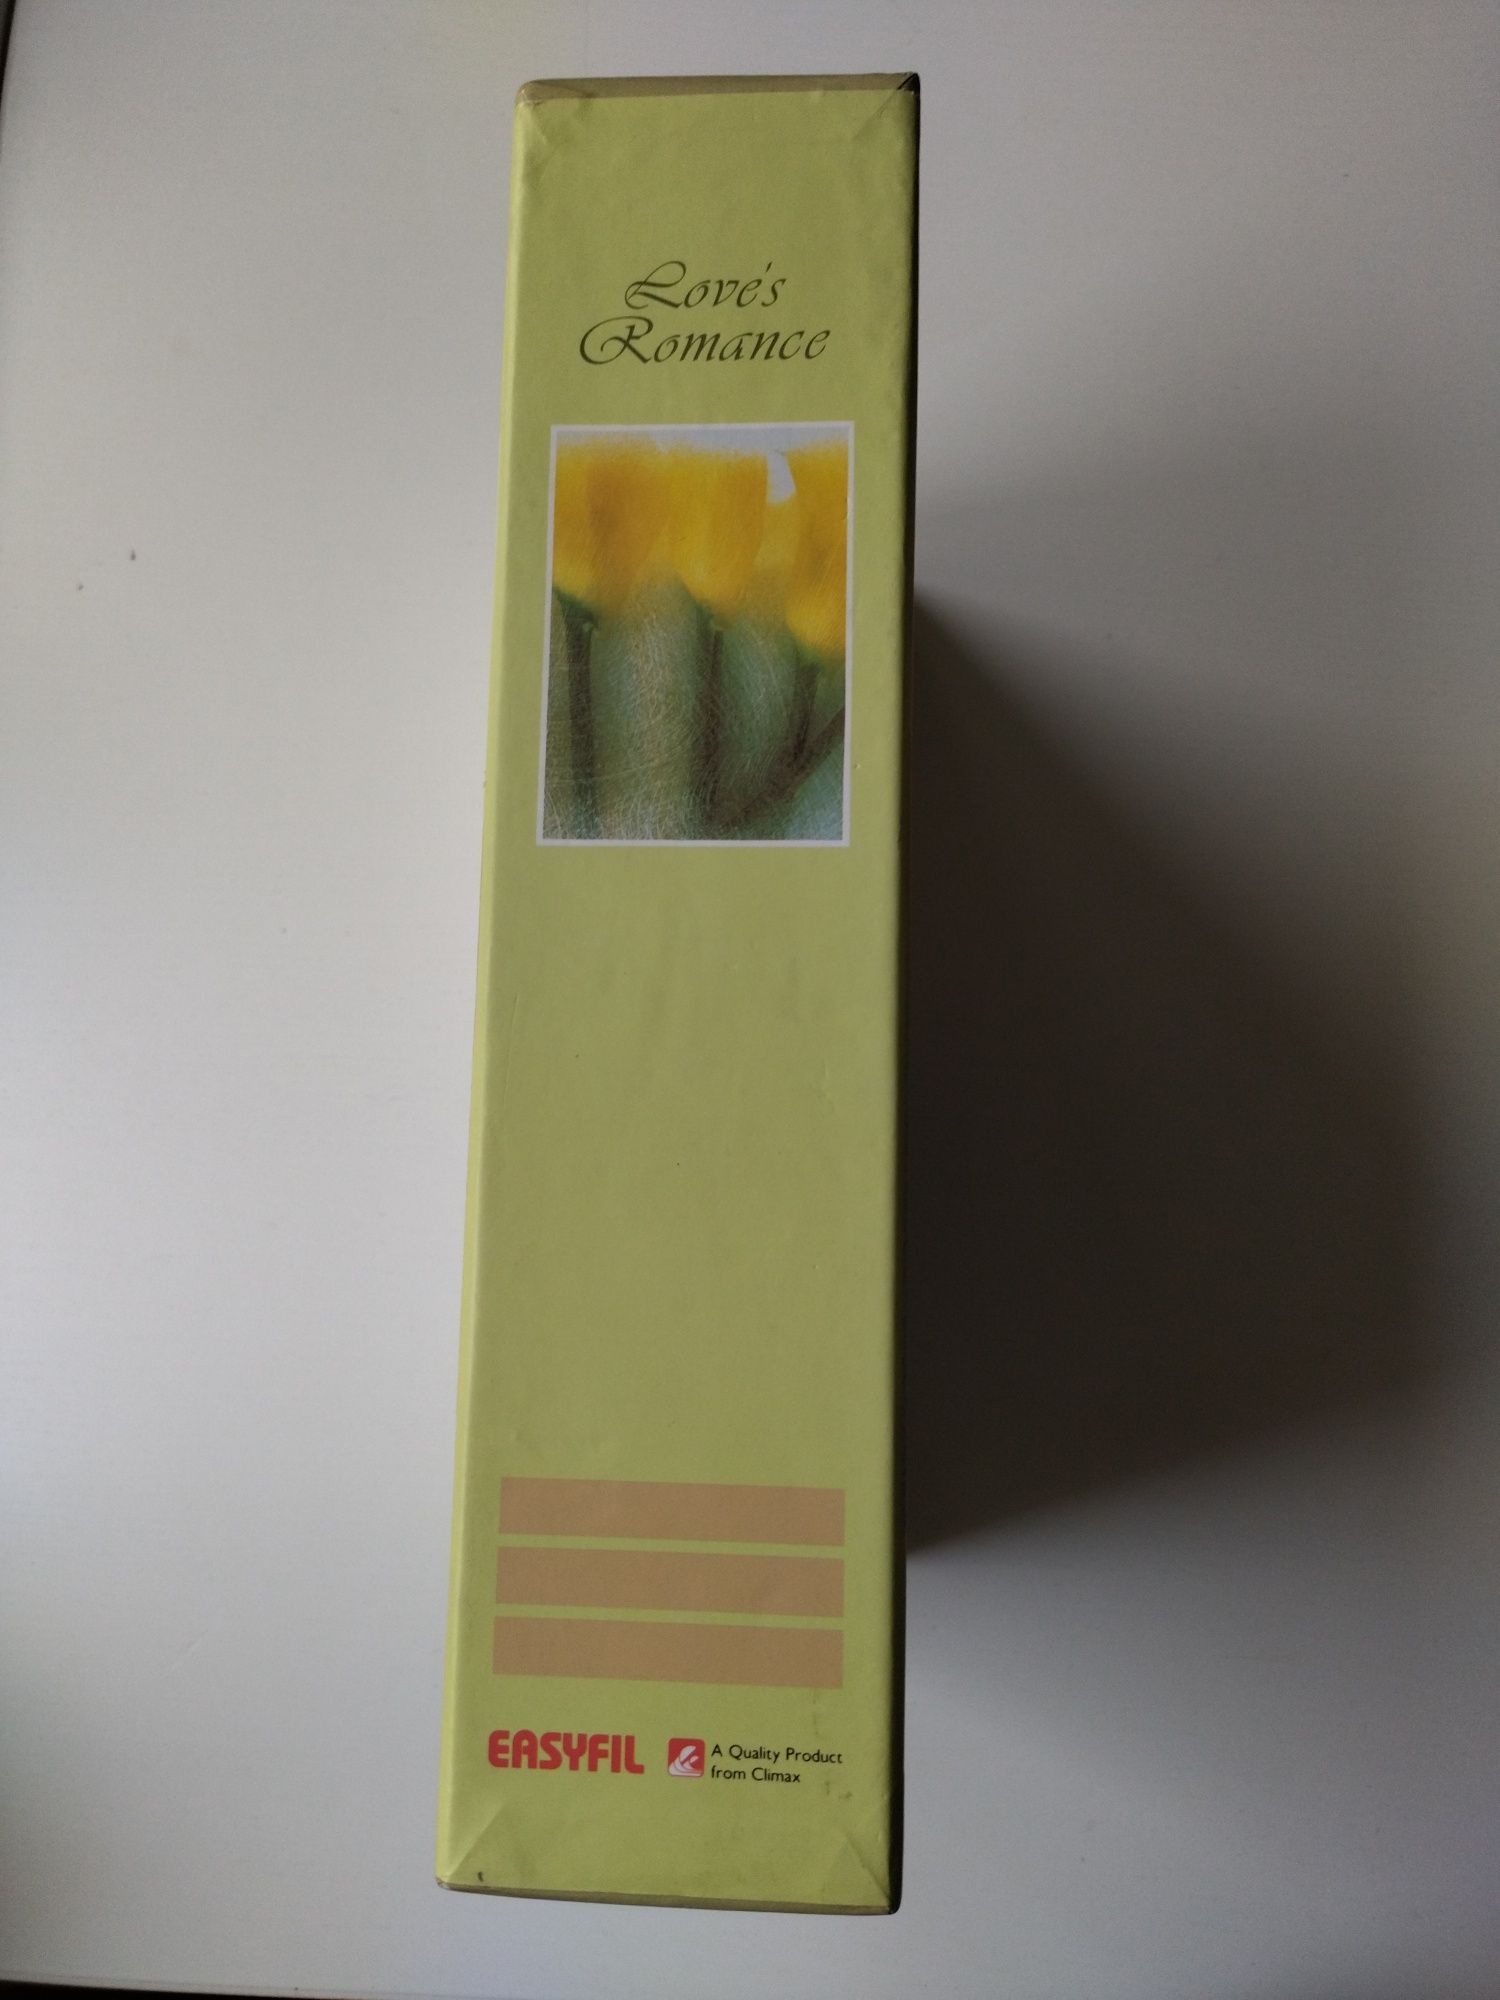 Love's
Romance
EASYFIL
A Quality Product
from Climax